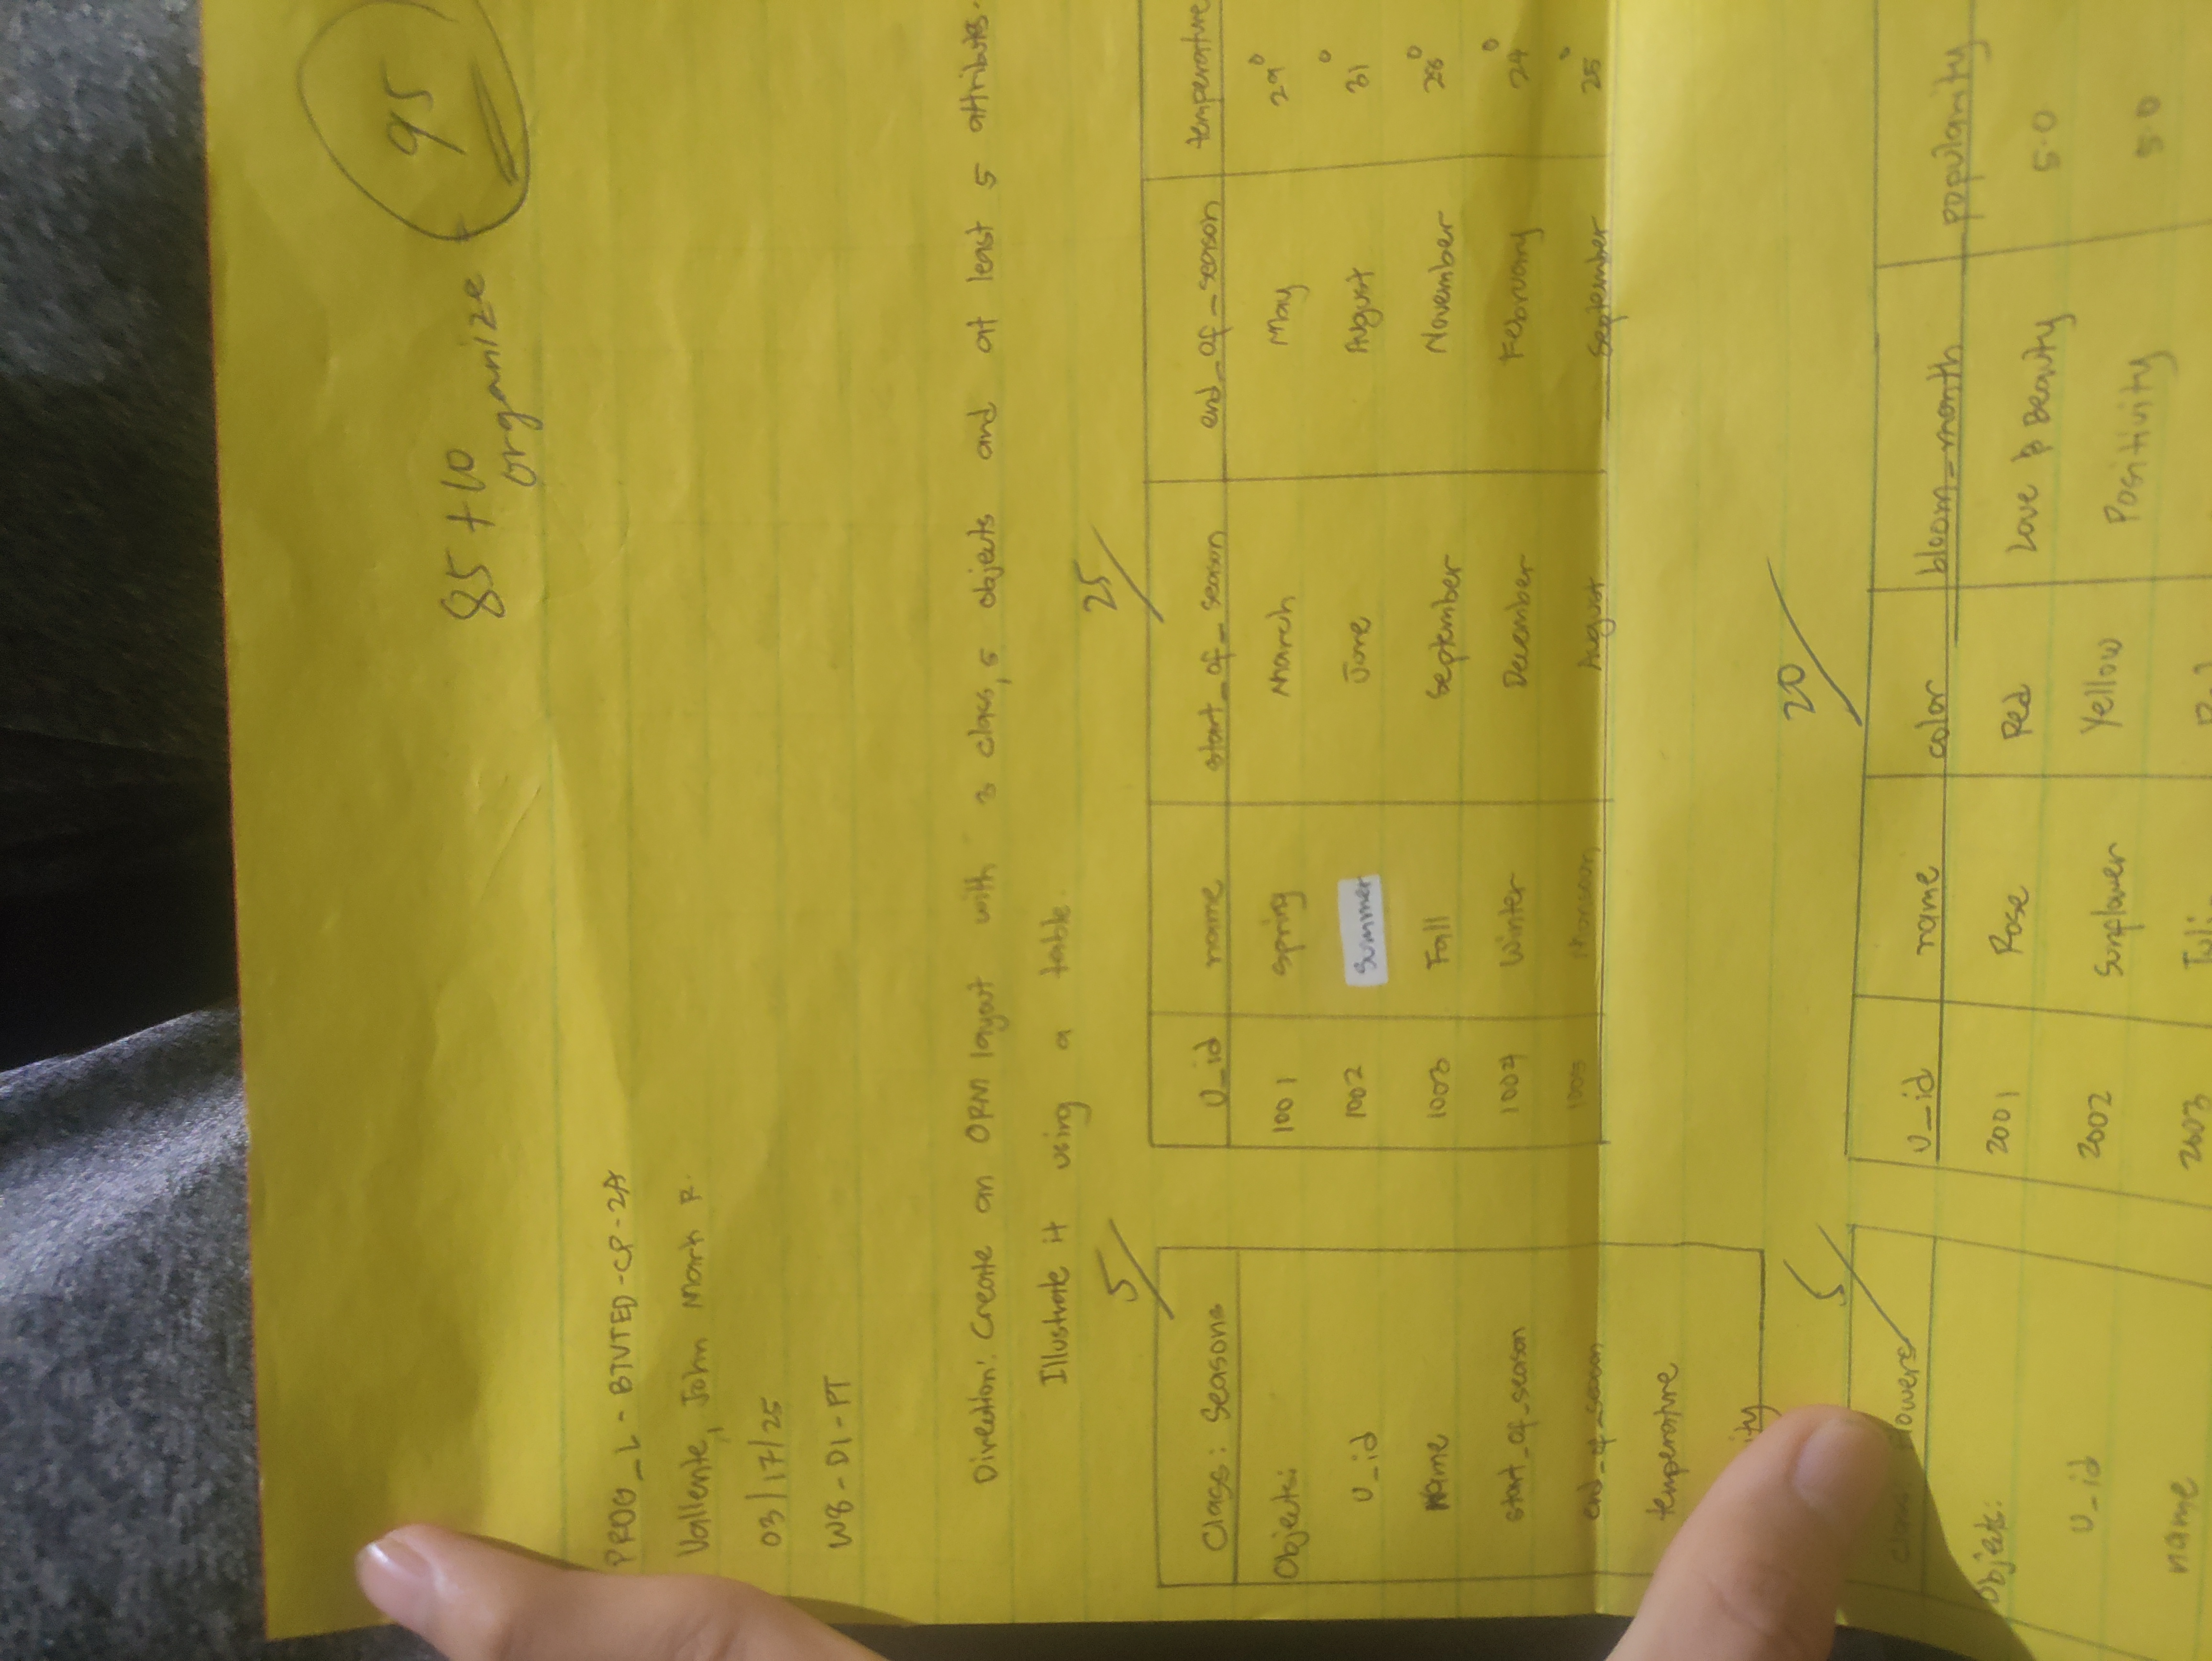 85 + 10
organize
95
PROG_L - BTVTED - CP - 2A
Vallente, John Mark R.
03/17/25
W8 - D1 - PT
Direction: Create an ORM layout with 3 class, 5 objects and at least 5 attributes.
Illustrate it using a table.
5/
25/
Class: Seasons
Objects:
U_id
Name
start_of_season
end_of_season
temperature
ity
U_id name start_of_season end_of_season temperature
1001 Spring March May 29°
1002 Summer June August 31°
1003 Fall September November 28°
1004 Winter December February 24°
1005 Monsoon August September 25°
5/
20/
Class: Flowers
Objects:
U_id
name
U_id name color bloom_month popularity
2001 Rose Red Love & Beauty 5.0
2002 Sunflower Yellow Positivity 5.0
2003